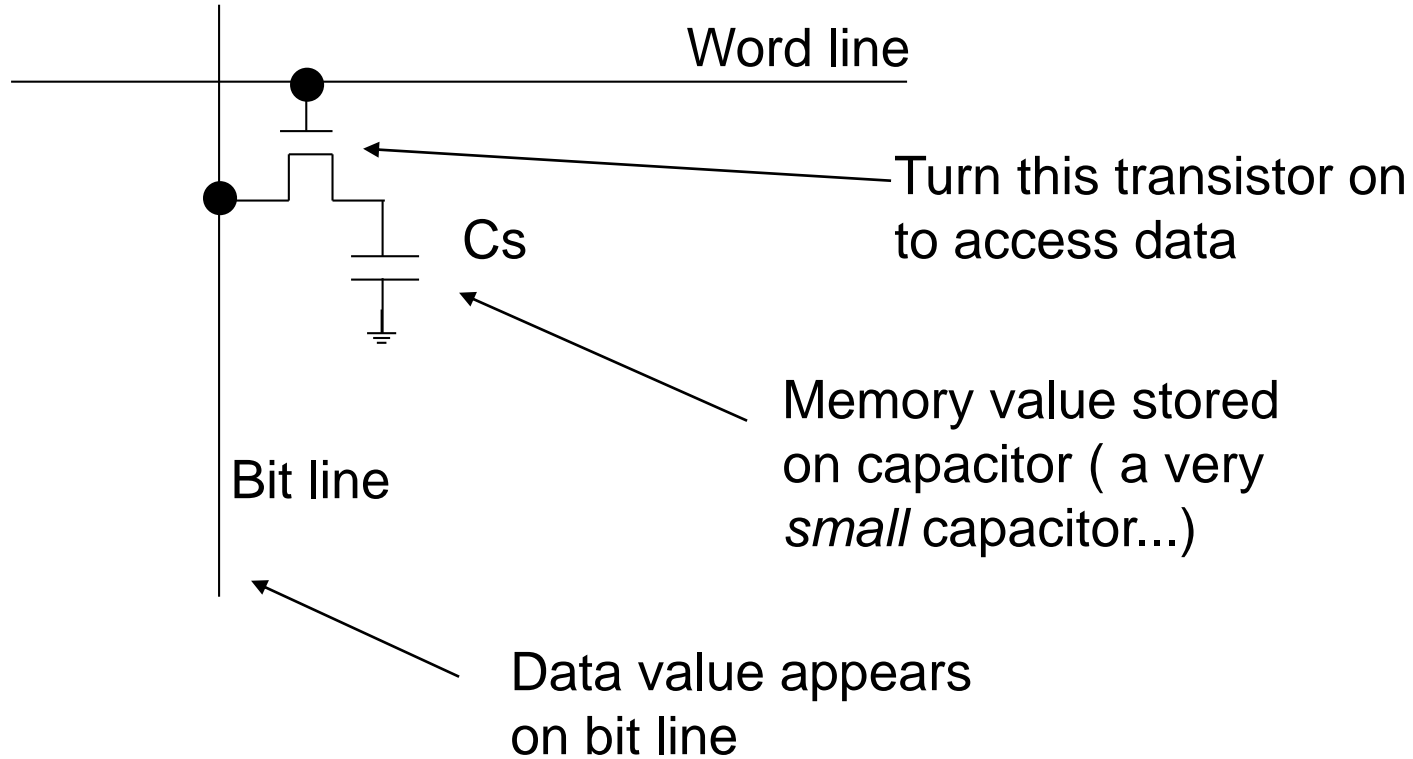 Word line
Turn this transistor on
to access data
Cs
Memory value stored
on capacitor ( a very
small capacitor...)
Bit line
Data value appears
on bit line